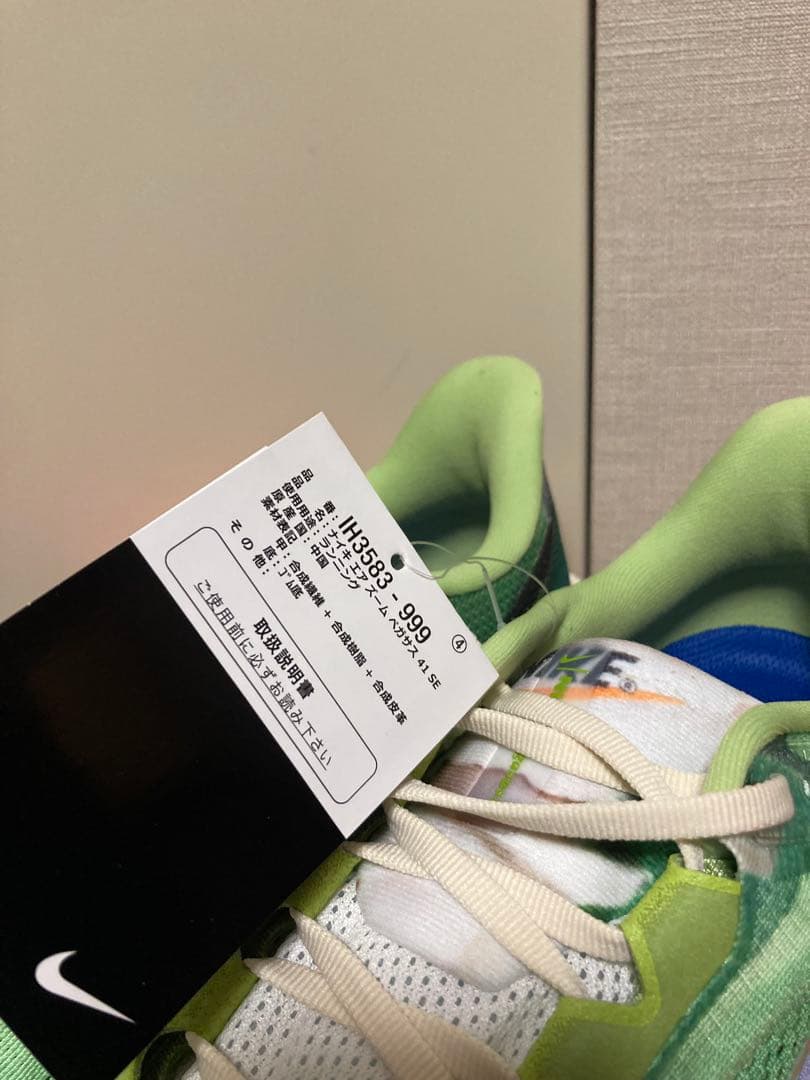 品　　番：IH3583 - 999
品　　名：ナイキ エア ズーム ペガサス 41 SE
使用用途：ランニング
原 産 国：中国
素材表記　甲：合成繊維 + 合成樹脂 + 合成皮革
底：ゴム底
その他：
④
取扱説明書
ご使用前に必ずお読み下さい